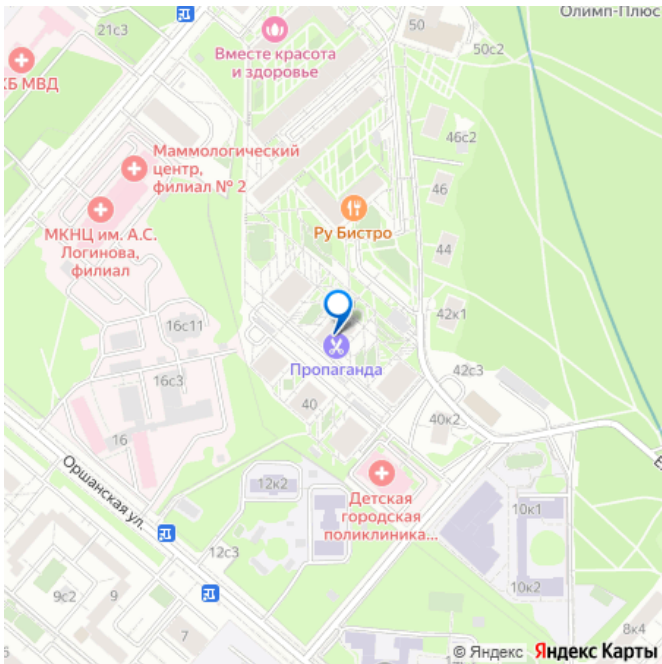 Олимп-Плюс
21с3
50
50с2
Вместе красота
и здоровье
КБ МВД
46с2
Маммологический
центр,
филиал № 2
46
МКНЦ им. А.С.
Логинова,
филиал
Ру Бистро
44
42к1
16с11
Пропаганда
16с3
42с3
40
40к2
16
Оршанская ул.
12к2
Детская
городская
поликлиника...
10к1
12с3
10к2
9с2
9
7
8к4
© Яндекс Яндекс Карты